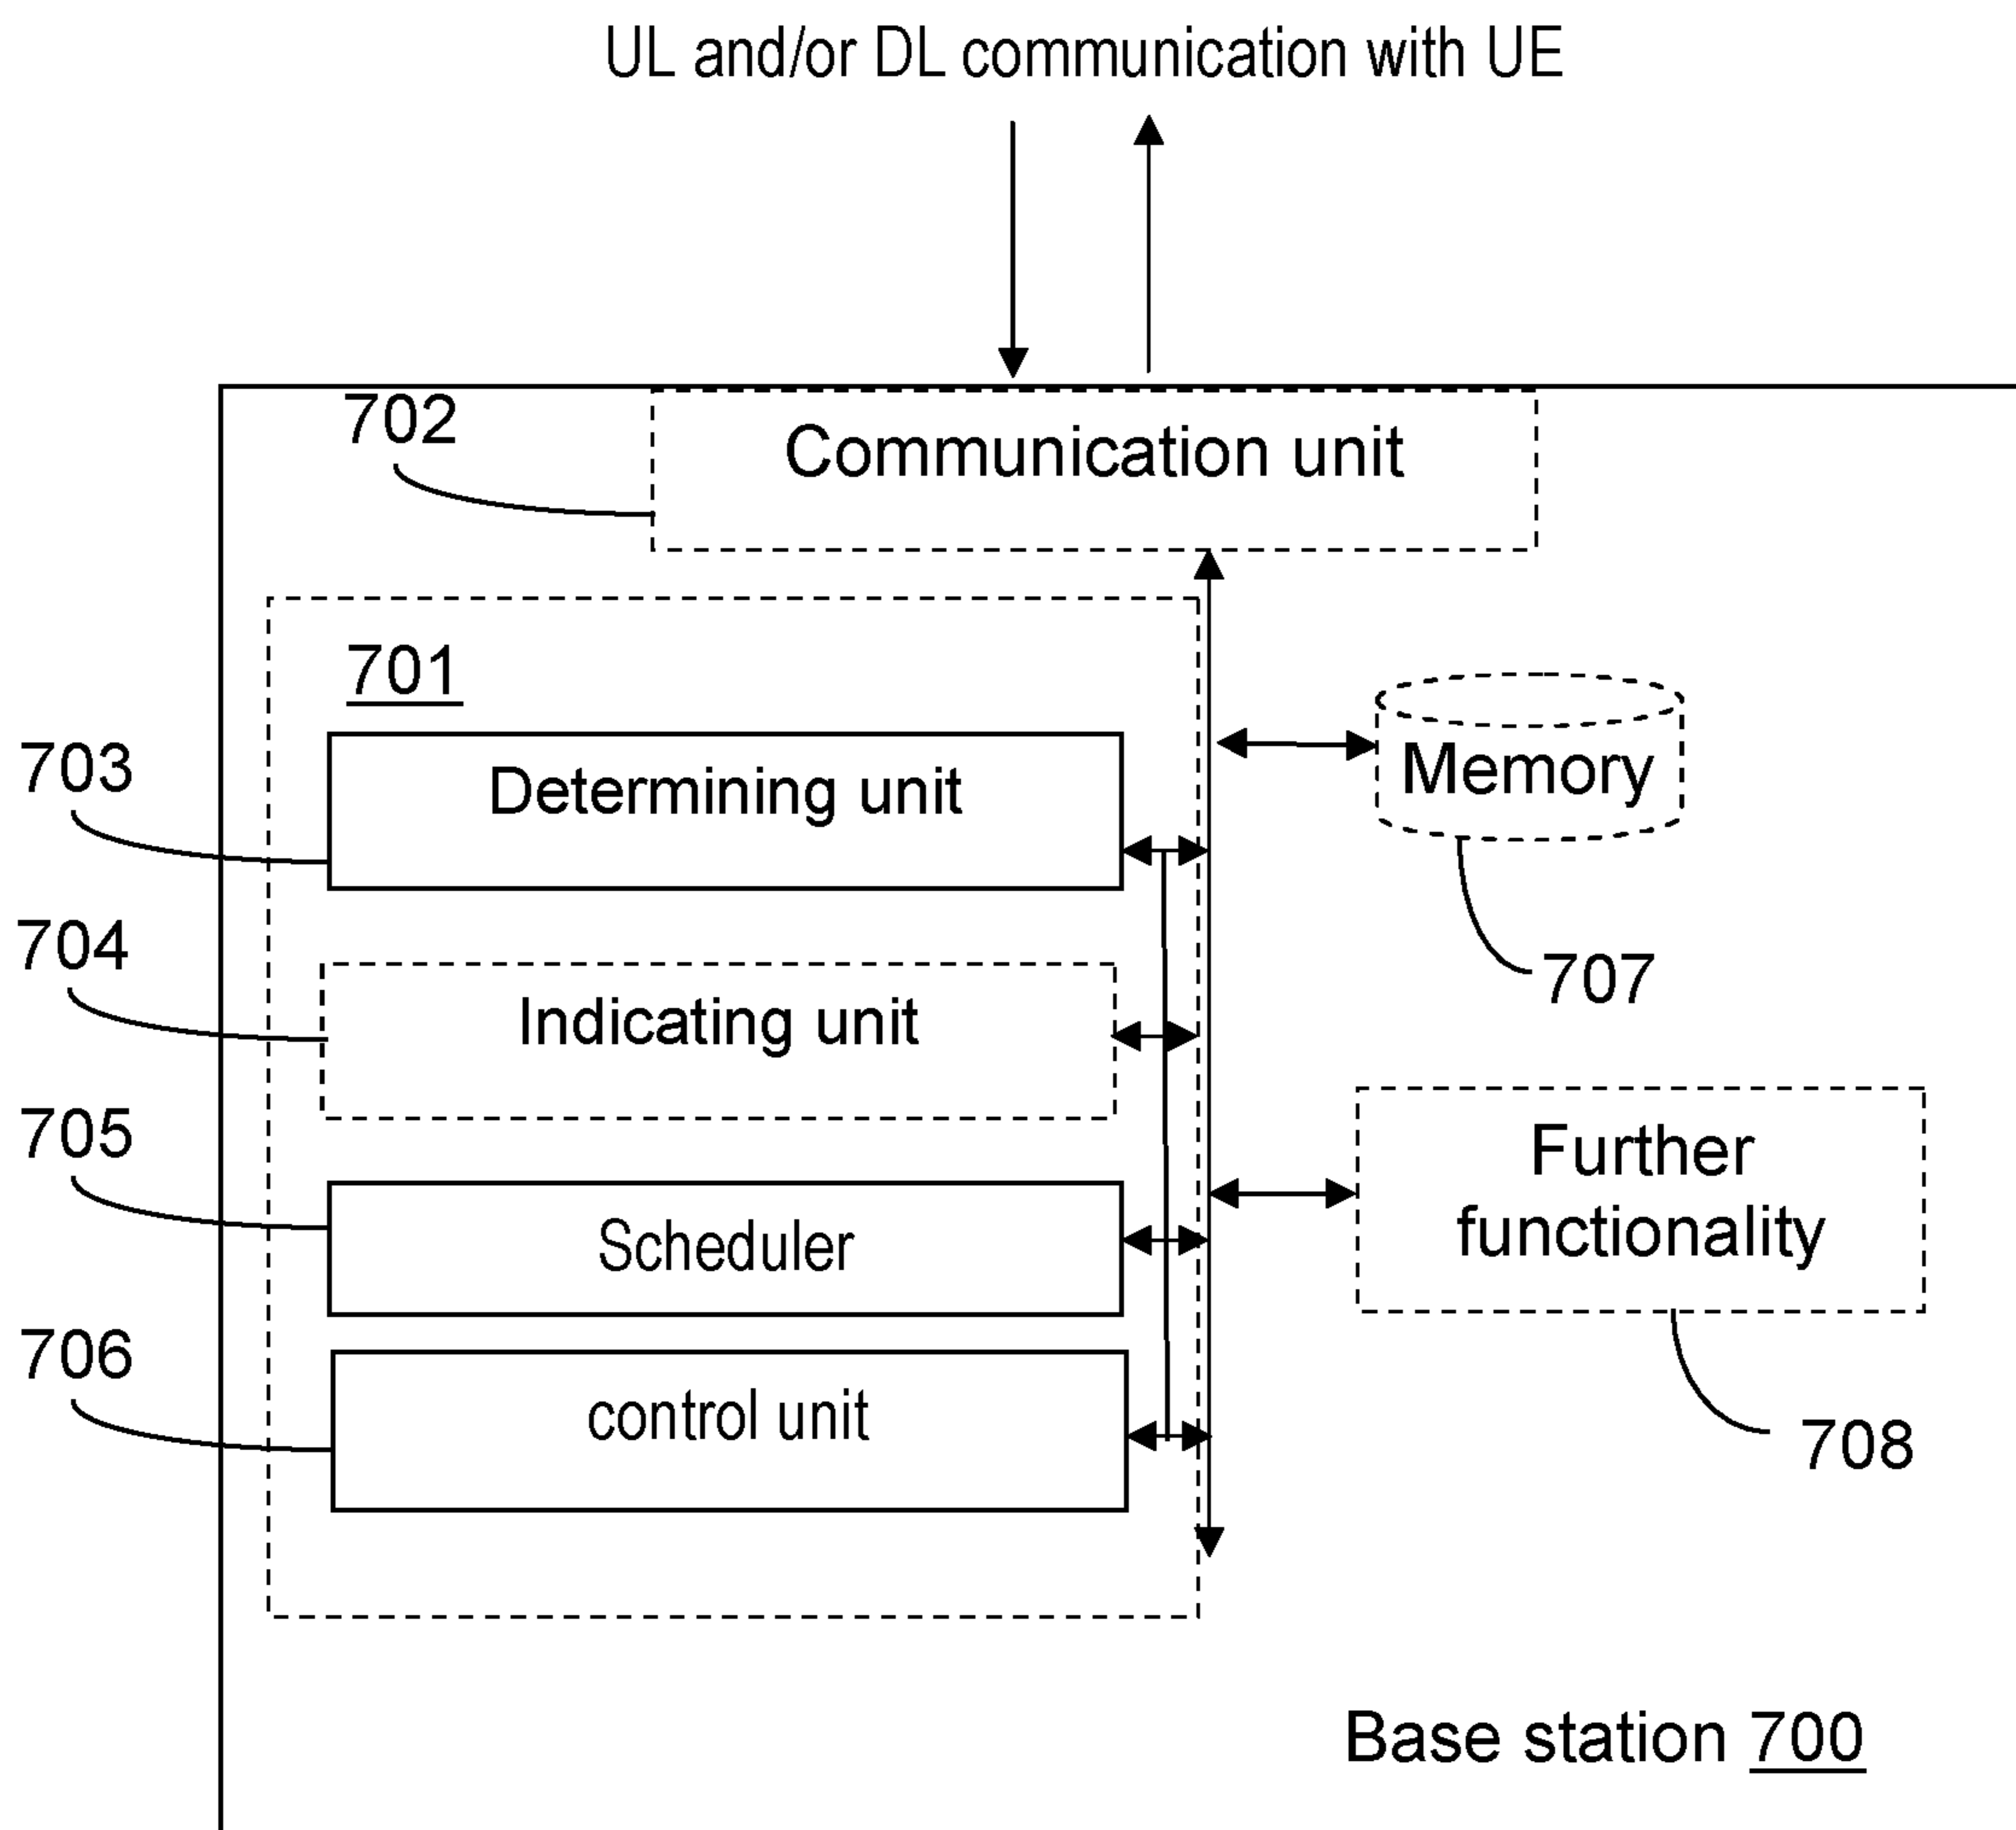 UL and/or DL communication with UE
702
Communication unit
701
703
Determining unit
Memory
704
Indicating unit
707
705
Scheduler
Further
functionality
706
control unit
708
Base station 700